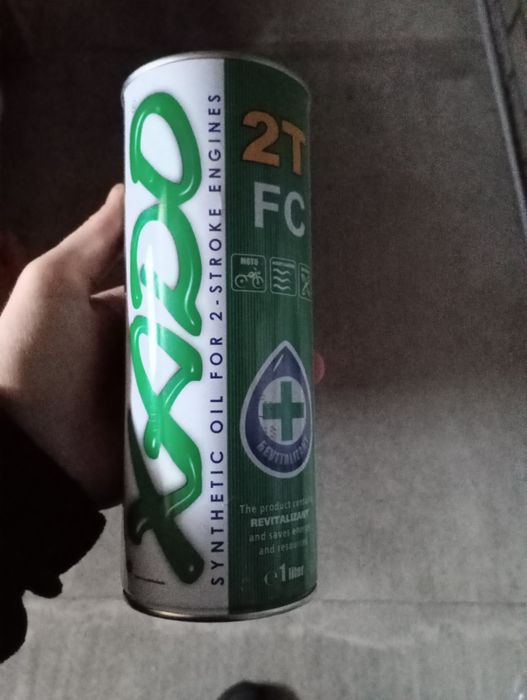 XADO
SYNTHETIC OIL FOR 2-STROKE ENGINES
2T
FC
MOTO
REVITALIZANT
The product contains
REVITALIZANT
and saves energy
and resources
e 1 liter